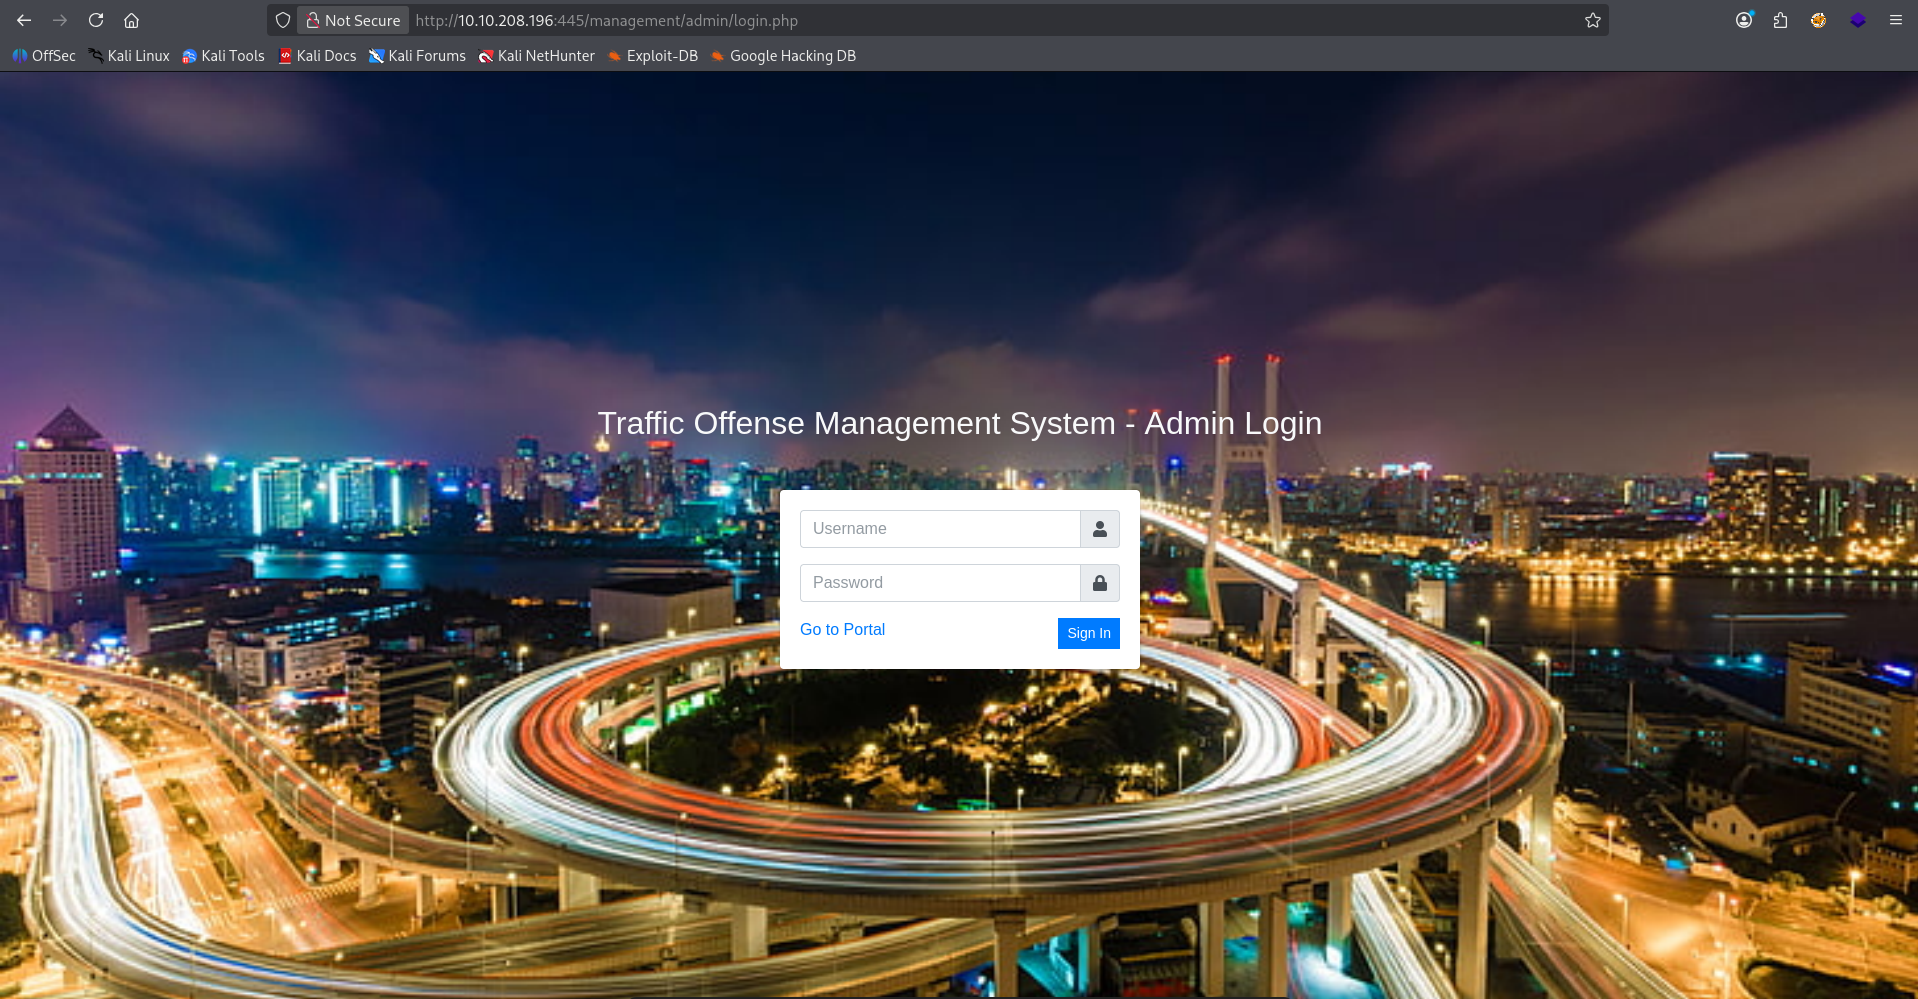 Not Secure http://10.10.208.196:445/management/admin/login.php
OffSec Kali Linux Kali Tools Kali Docs Kali Forums Kali NetHunter Exploit-DB Google Hacking DB
Traffic Offense Management System - Admin Login
Username
Password
Go to Portal Sign In